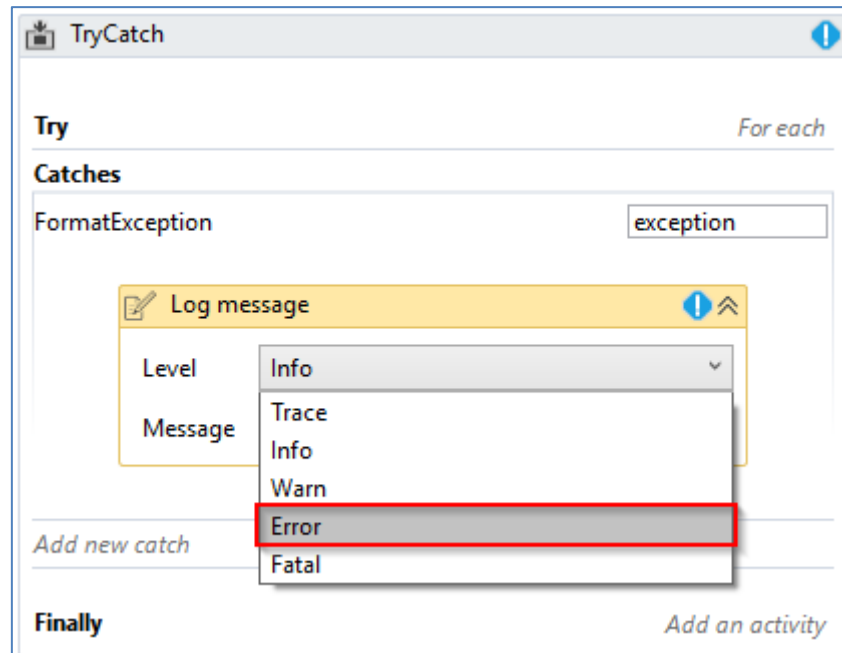 TryCatch
Try For each
Catches
FormatException exception
Log message
Level Info
Message
Trace
Info
Warn
Error
Fatal
Add new catch
Finally Add an activity